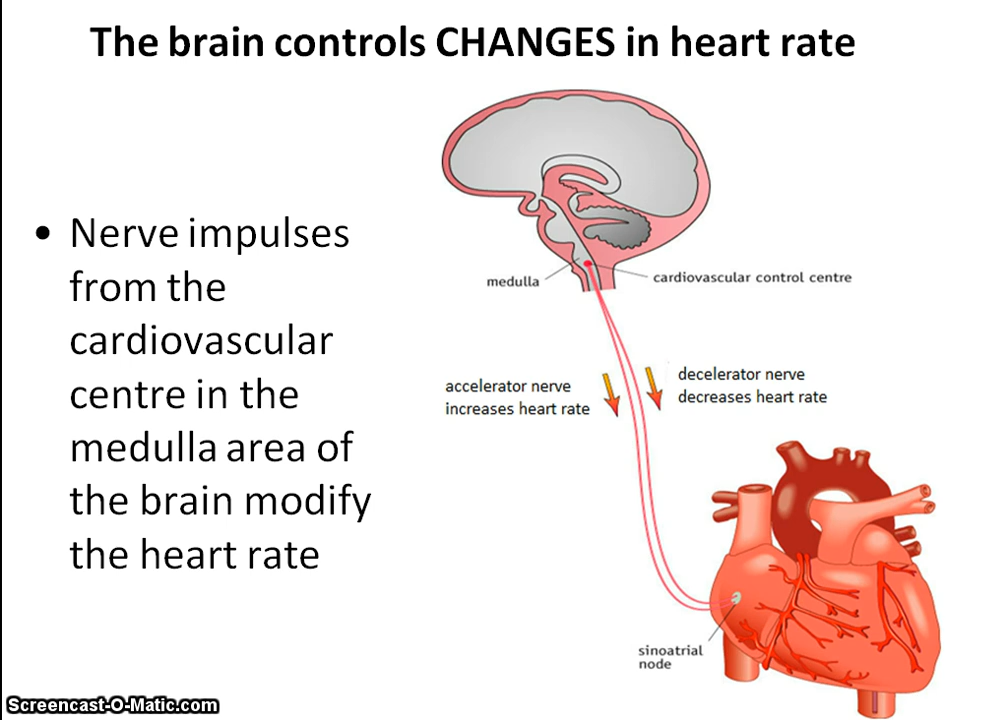 The brain controls CHANGES in heart rate
• Nerve impulses
from the
cardiovascular
centre in the
medulla area of
the brain modify
the heart rate
medulla
cardiovascular control centre
accelerator nerve
increases heart rate
decelerator nerve
decreases heart rate
sinoatrial
node
Screencast-O-Matic.com